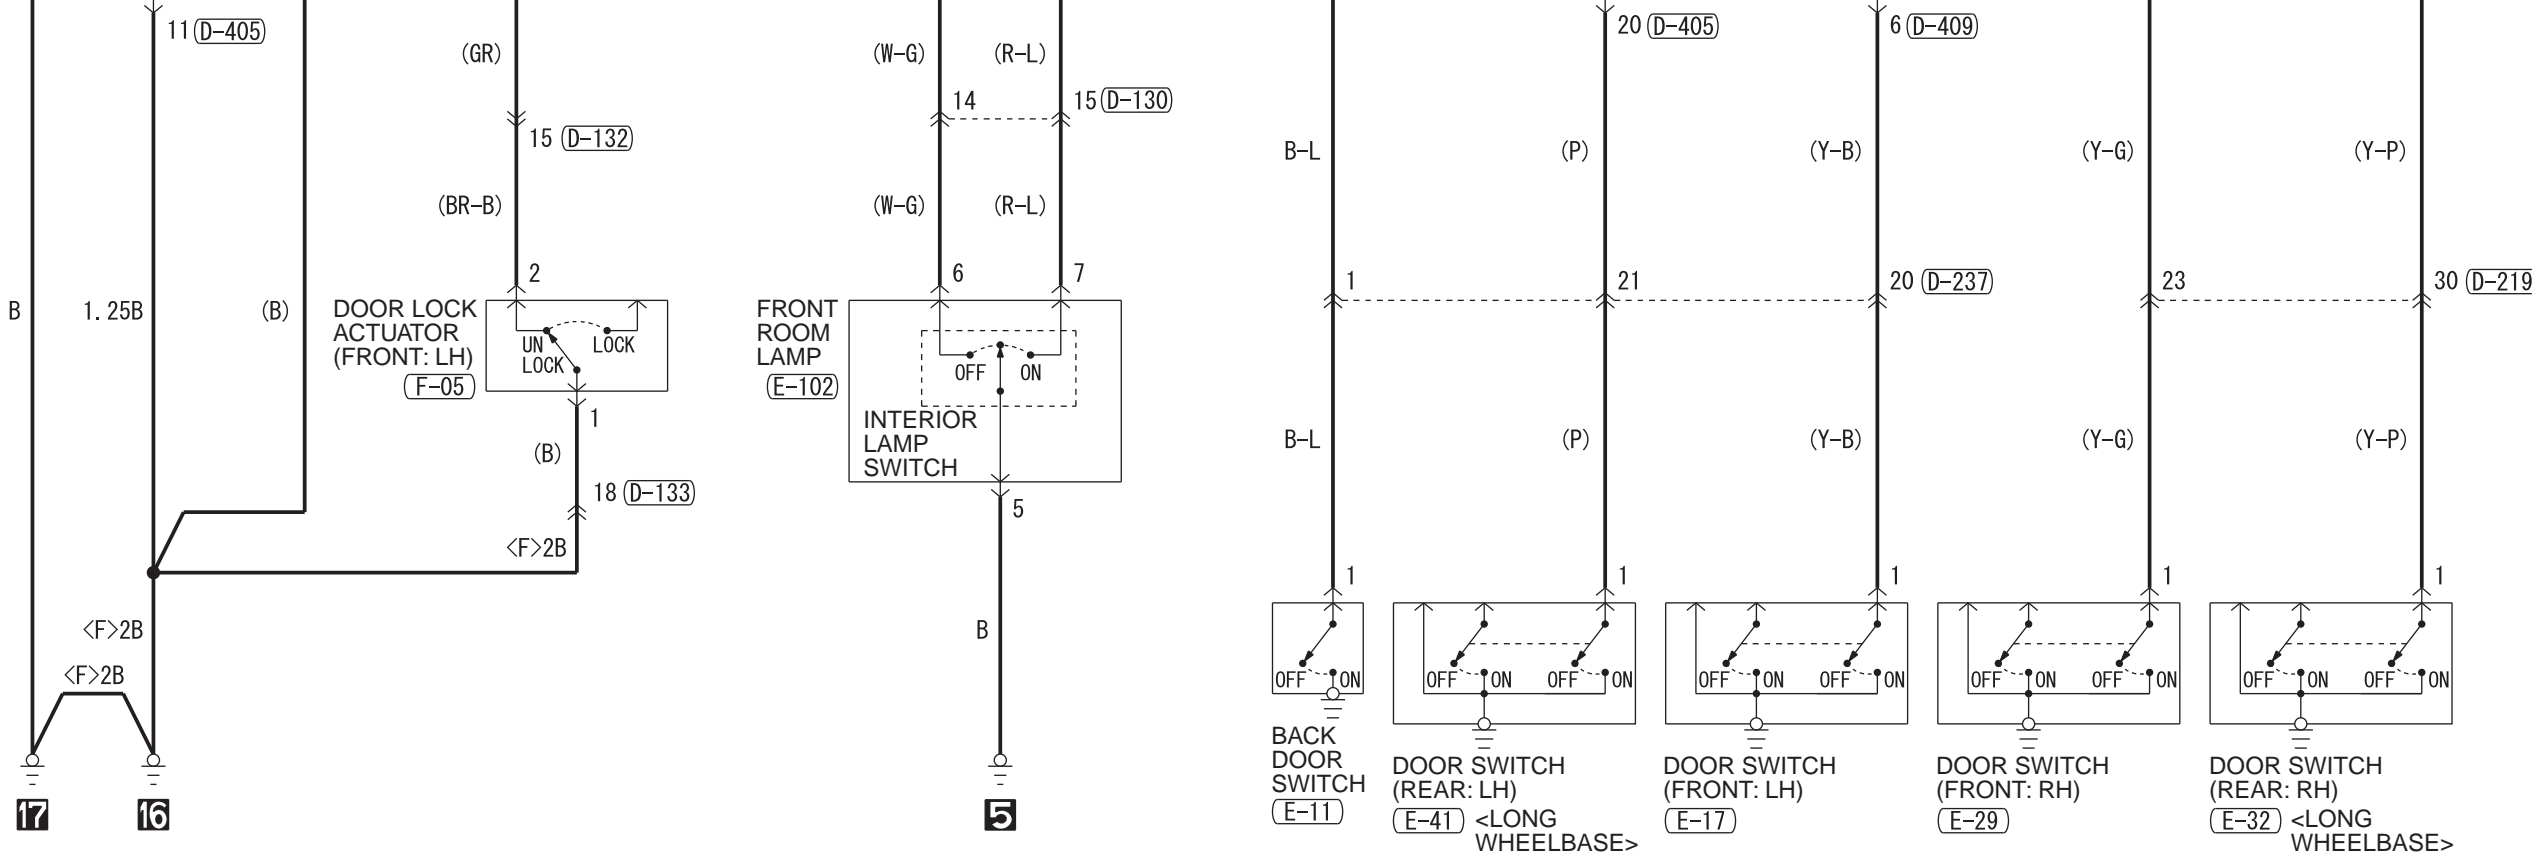 11 D-405
20 D-405
6 D-409
(GR)
(W-G)
(R-L)
14
15 D-130
15 D-132
B-L
(P)
(Y-B)
(Y-G)
(Y-P)
(BR-B)
(W-G)
(R-L)
2
6
7
1
21
20 D-237
23
30 D-219
B
1.25B
(B)
DOOR LOCK
ACTUATOR
(FRONT: LH)
F-05
UN
LOCK
LOCK
1
FRONT
ROOM
LAMP
E-102
OFF
ON
INTERIOR
LAMP
SWITCH
5
(B)
18 D-133
<F>2B
B-L
(P)
(Y-B)
(Y-G)
(Y-P)
<F>2B
<F>2B
B
1
1
1
1
1
OFF ON
OFF ON OFF ON
OFF ON OFF ON
OFF ON OFF ON
OFF ON OFF ON
17
16
5
BACK
DOOR
SWITCH
E-11
DOOR SWITCH
(REAR: LH)
E-41 <LONG
WHEELBASE>
DOOR SWITCH
(FRONT: LH)
E-17
DOOR SWITCH
(FRONT: RH)
E-29
DOOR SWITCH
(REAR: RH)
E-32 <LONG
WHEELBASE>